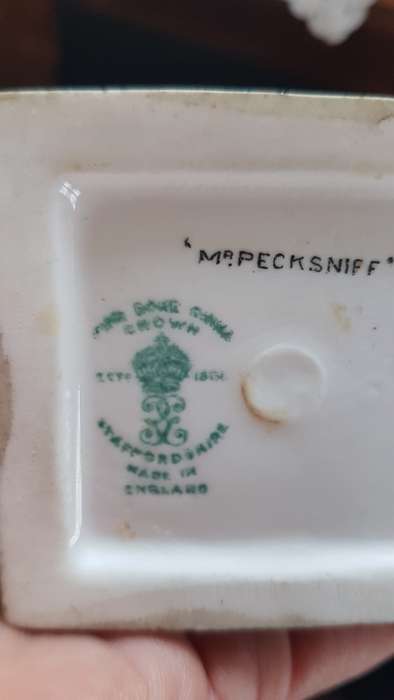 'MR. PECKSNIFF'
FINE BONE CHINA
CROWN
ESTD 1801
STAFFORDSHIRE
MADE IN
ENGLAND